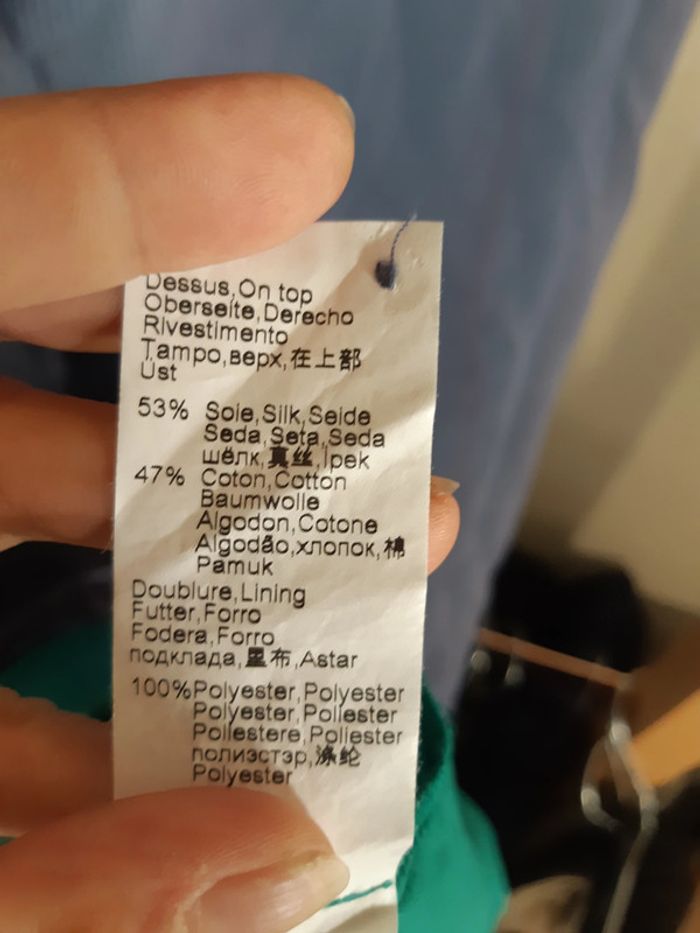 Dessus,On top
Oberseite,Derecho
Rivestimento
Tampo,верх,在上部
Üst
53% Soie,Silk,Seide
Seda,Seta,Seda
шёлк,真丝,İpek
47% Coton,Cotton
Baumwolle
Algodon,Cotone
Algodão,хлопок,棉
Pamuk
Doublure,Lining
Futter,Forro
Fodera,Forro
подклада,里布,Astar
100%Polyester,Polyester
Polyester,Poliester
Poliestere,Poliester
полиэстэр,涤纶
Polyester